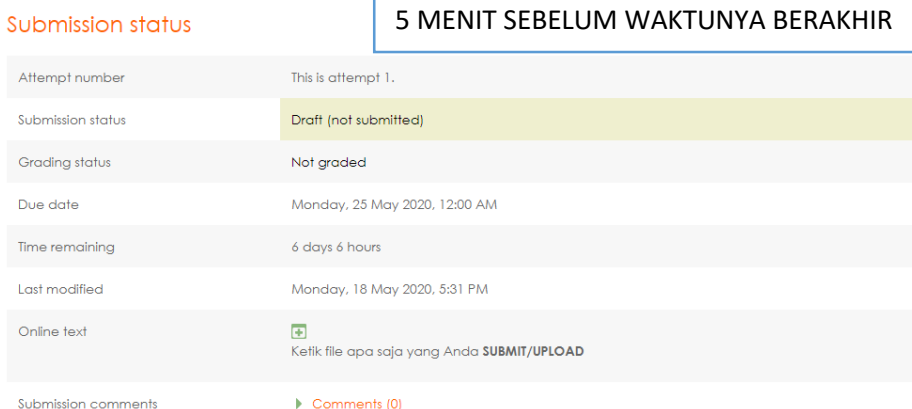 Submission status
5 MENIT SEBELUM WAKTUNYA BERAKHIR
Attempt number This is attempt 1.
Submission status Draft (not submitted)
Grading status Not graded
Due date Monday, 25 May 2020, 12:00 AM
Time remaining 6 days 6 hours
Last modified Monday, 18 May 2020, 5:31 PM
Online text
Ketik file apa saja yang Anda SUBMIT/UPLOAD
Submission comments Comments (0)